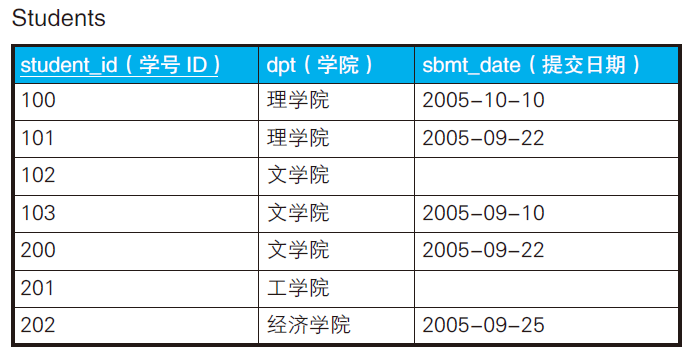 Students
student_id（学号 ID） dpt（学院） sbmt_date（提交日期）
100 理学院 2005-10-10
101 理学院 2005-09-22
102 文学院
103 文学院 2005-09-10
200 文学院 2005-09-22
201 工学院
202 经济学院 2005-09-25